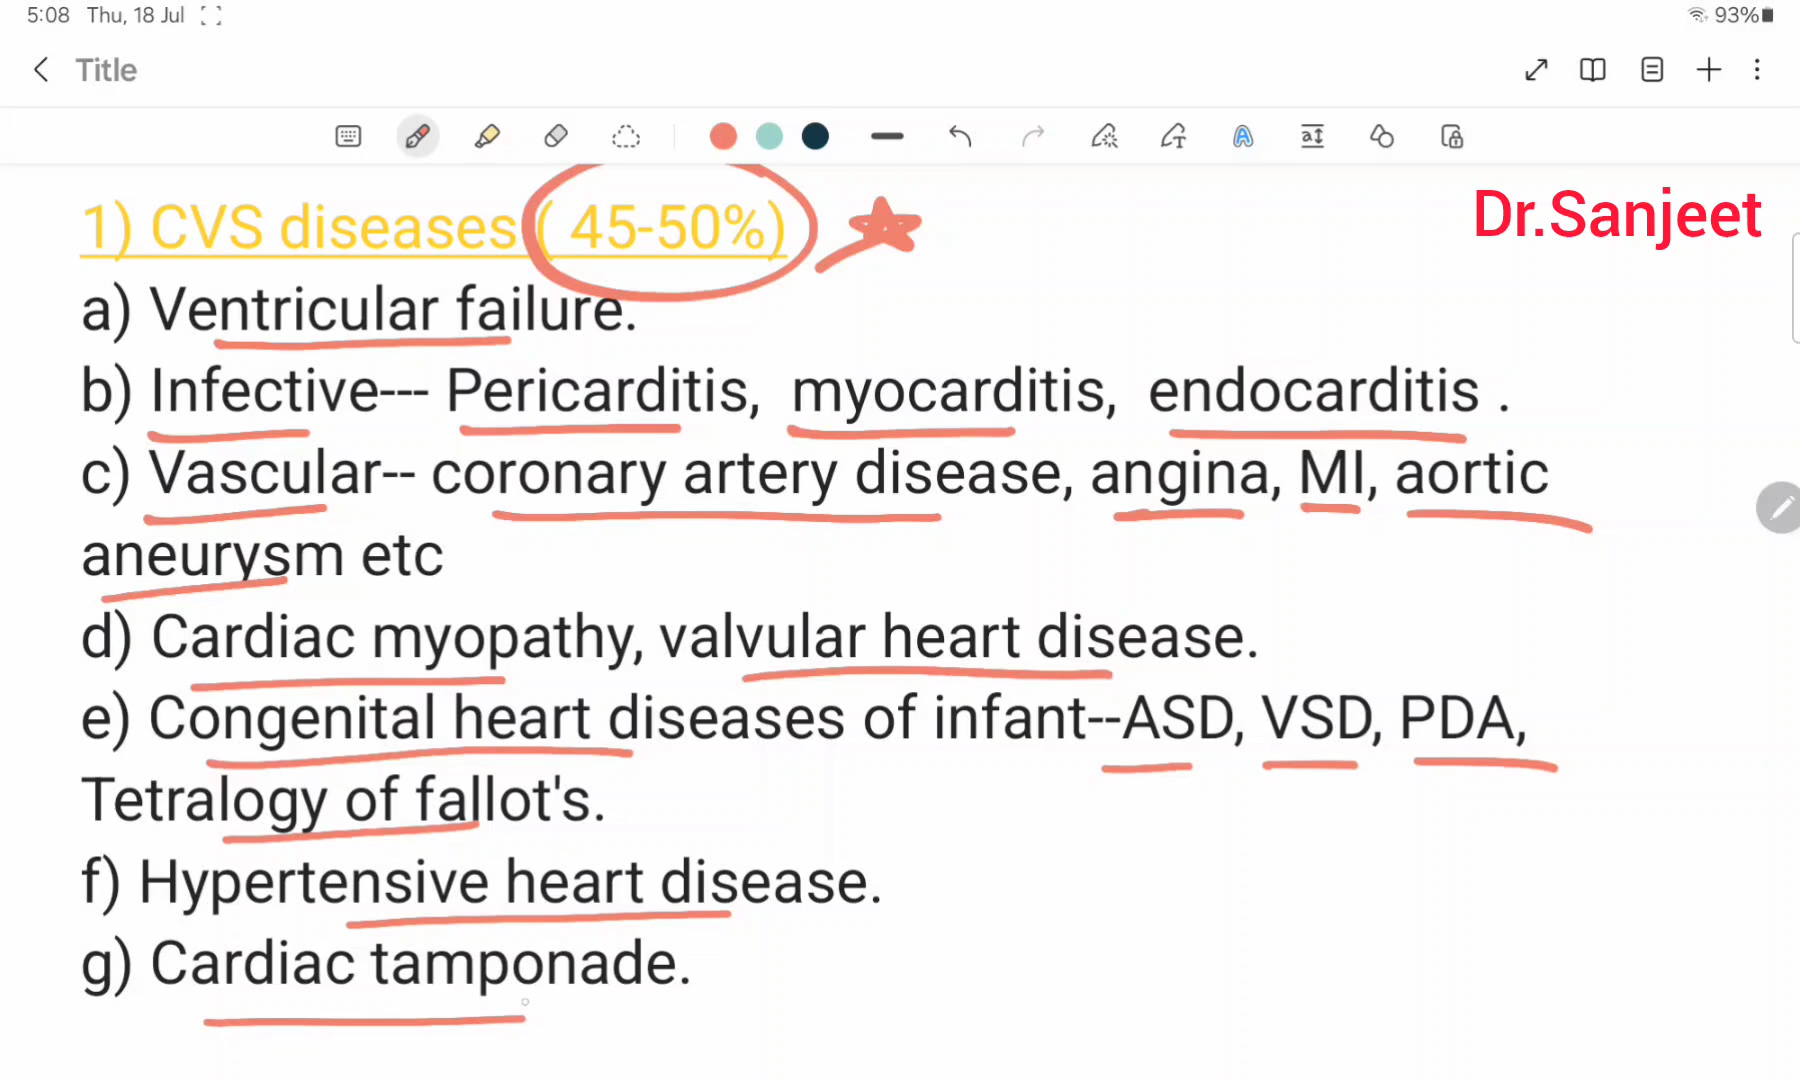 5:08 Thu, 18 Jul 93%
Title
Dr.Sanjeet
1) CVS diseases ( 45-50%)
a) Ventricular failure.
b) Infective--- Pericarditis, myocarditis, endocarditis .
c) Vascular-- coronary artery disease, angina, MI, aortic
aneurysm etc
d) Cardiac myopathy, valvular heart disease.
e) Congenital heart diseases of infant--ASD, VSD, PDA,
Tetralogy of fallot's.
f) Hypertensive heart disease.
g) Cardiac tamponade.